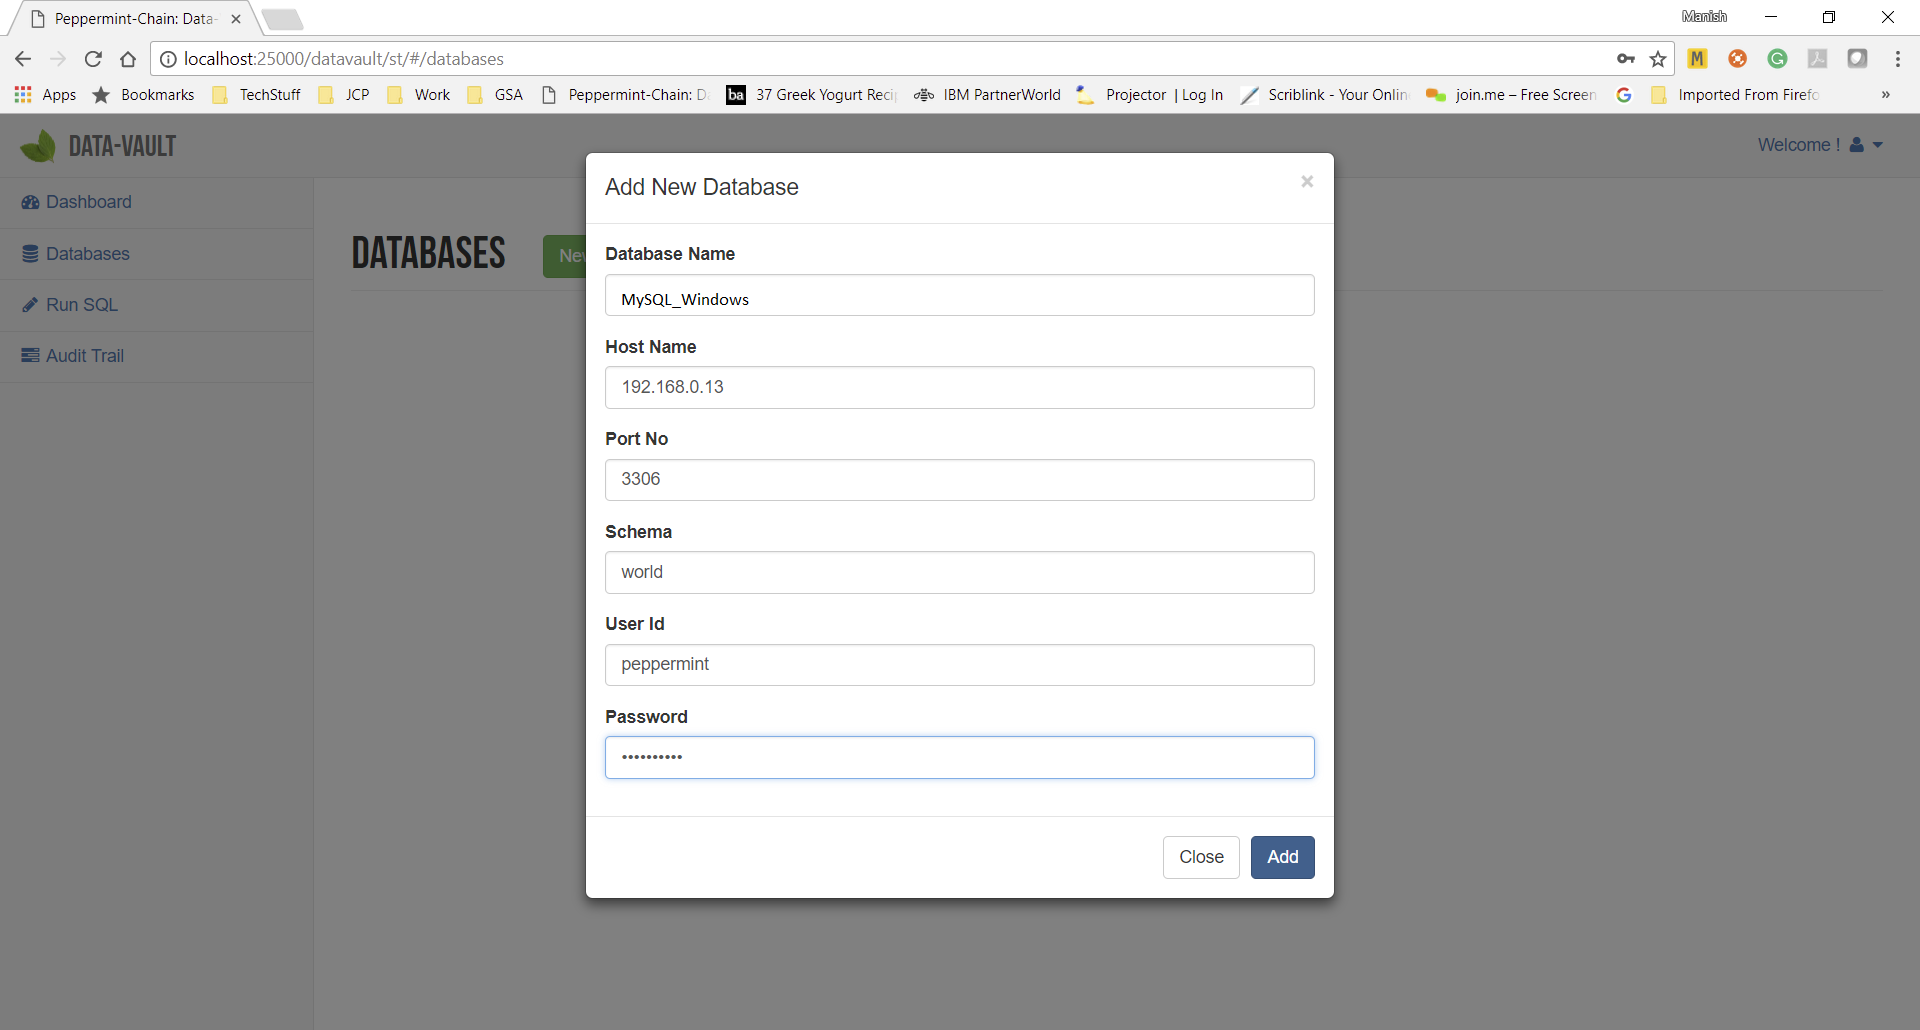 Peppermint-Chain: Data-
Manish
localhost:25000/datavault/st/#/databases
Apps Bookmarks TechStuff JCP Work GSA Peppermint-Chain: D ba 37 Greek Yogurt Reci IBM PartnerWorld Projector | Log In Scriblink - Your Onlin join.me – Free Screen Imported From Firefo »
DATA-VAULT
Welcome !
Dashboard
Databases
Run SQL
Audit Trail
DATABASES
New
Add New Database
×
Database Name
MySQL_Windows
Host Name
192.168.0.13
Port No
3306
Schema
world
User Id
peppermint
Password
••••••••••
Close Add